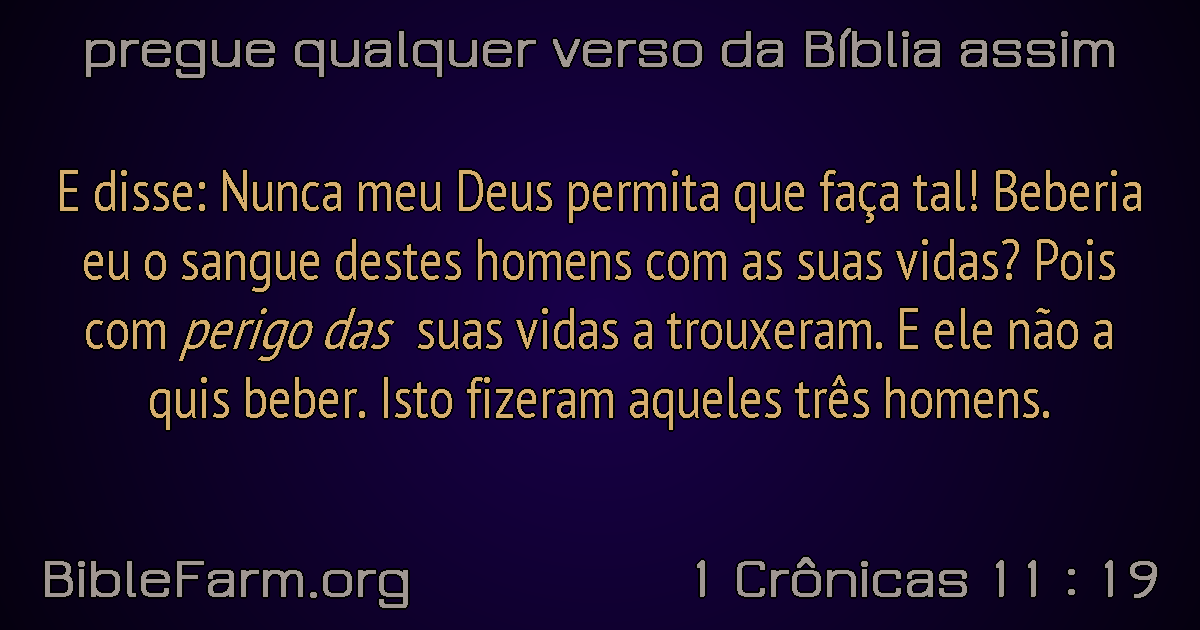 pregue qualquer verso da Bíblia assim
E disse: Nunca meu Deus permita que faça tal! Beberia
eu o sangue destes homens com as suas vidas? Pois
com perigo das suas vidas a trouxeram. E ele não a
quis beber. Isto fizeram aqueles três homens.
BibleFarm.org
1 Crônicas 11 : 19